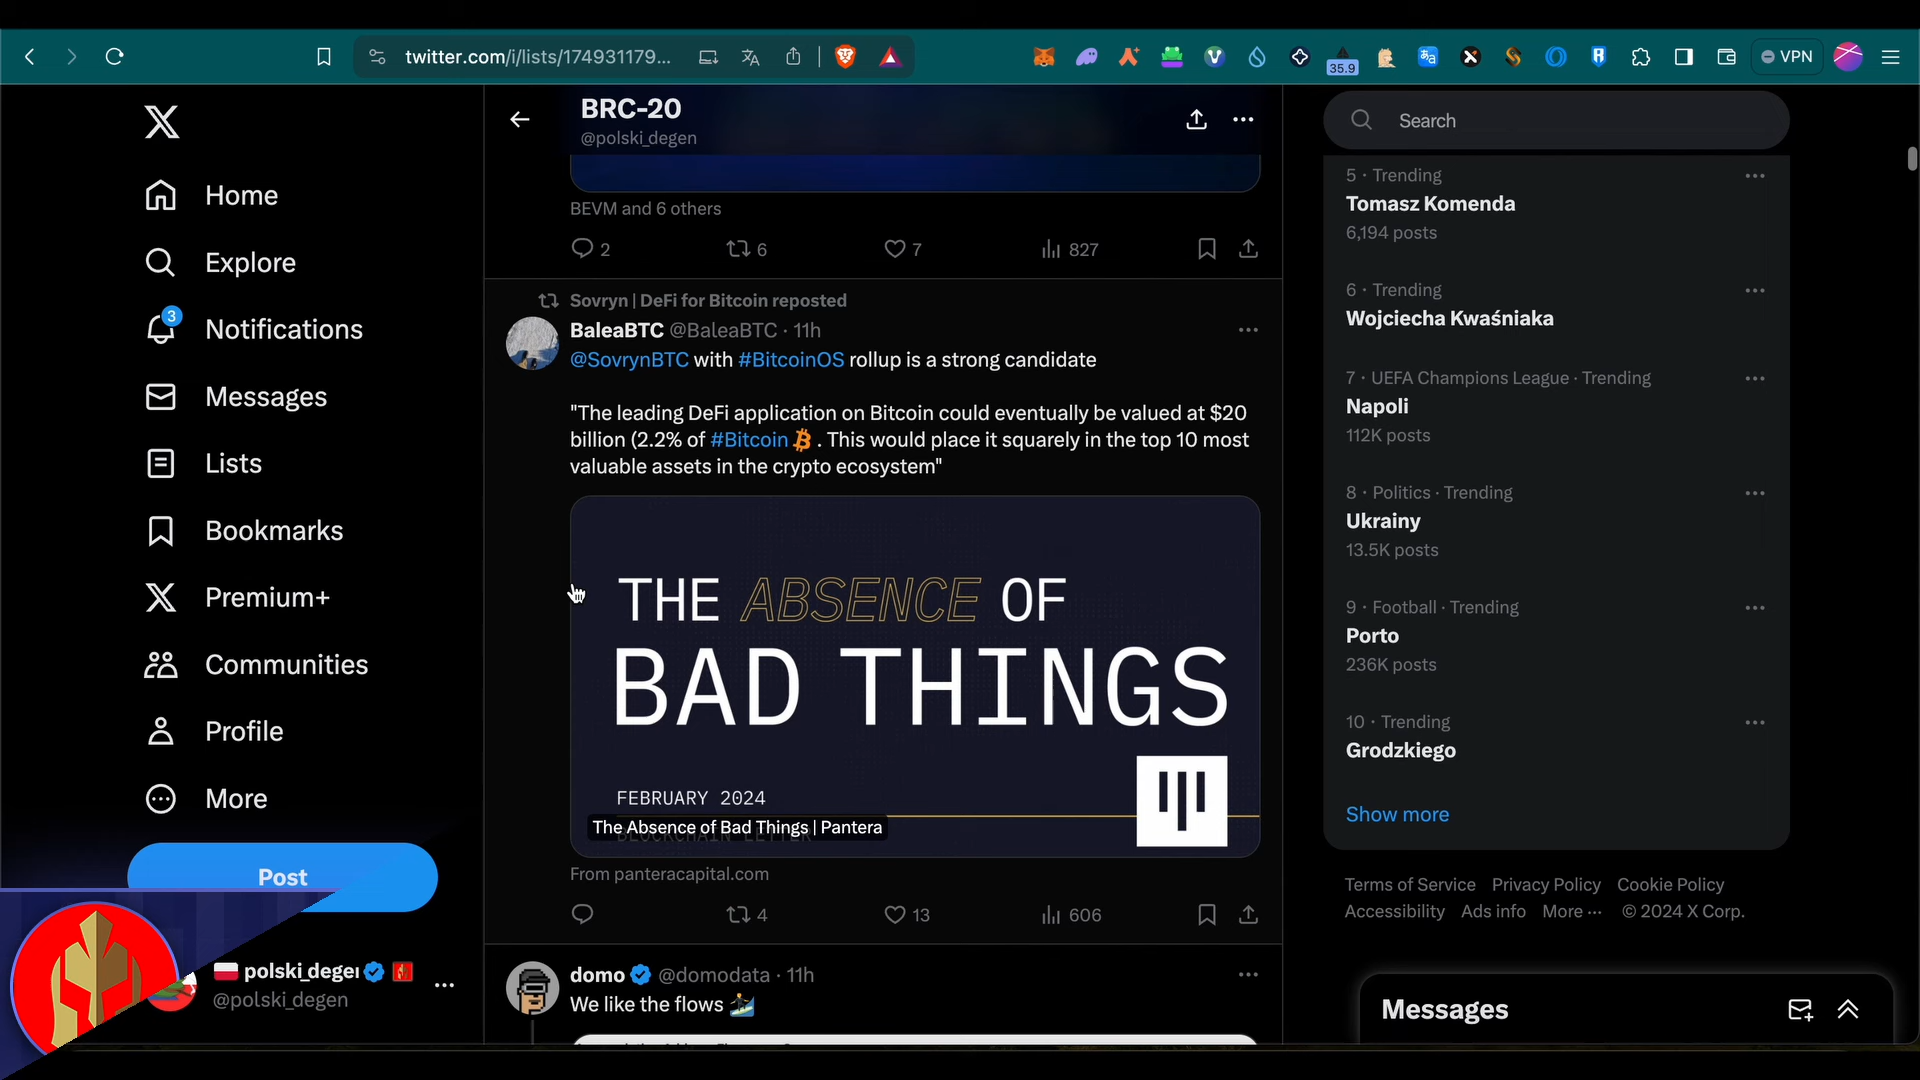 twitter.com/i/lists/174931179...
35.9
VPN
Home
Explore
3
Notifications
Messages
Lists
Bookmarks
Premium+
Communities
Profile
More
Post
polski_degen
@polski_degen
BRC-20
@polski_degen
BEVM and 6 others
2
6
7
827
Sovryn | DeFi for Bitcoin reposted
BaleaBTC @BaleaBTC · 11h
@SovrynBTC with #BitcoinOS rollup is a strong candidate
"The leading DeFi application on Bitcoin could eventually be valued at $20
billion (2.2% of #Bitcoin . This would place it squarely in the top 10 most
valuable assets in the crypto ecosystem"
THE ABSENCE OF
BAD THINGS
FEBRUARY 2024
BLOCKCHAIN LETTER
The Absence of Bad Things | Pantera
From panteracapital.com
4
13
606
domo @domodata · 11h
We like the flows
Search
5 · Trending
Tomasz Komenda
6,194 posts
6 · Trending
Wojciecha Kwaśniaka
7 · UEFA Champions League · Trending
Napoli
112K posts
8 · Politics · Trending
Ukrainy
13.5K posts
9 · Football · Trending
Porto
236K posts
10 · Trending
Grodzkiego
Show more
Terms of Service Privacy Policy Cookie Policy
Accessibility Ads info More ··· © 2024 X Corp.
Messages